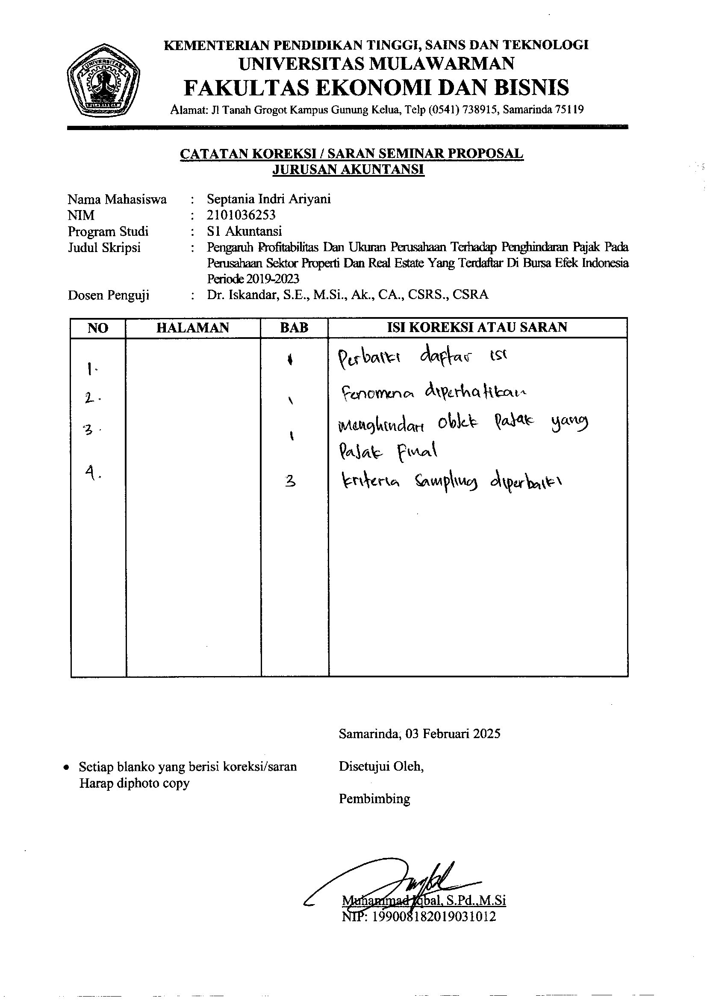 KEMENTERIAN PENDIDIKAN TINGGI, SAINS DAN TEKNOLOGI
UNIVERSITAS MULAWARMAN
FAKULTAS EKONOMI DAN BISNIS
Alamat: Jl Tanah Grogot Kampus Gunung Kelua, Telp (0541) 738915, Samarinda 75119
UNIVERSITAS
MULAWARMAN
CATATAN KOREKSI / SARAN SEMINAR PROPOSAL
JURUSAN AKUNTANSI
Nama Mahasiswa : Septania Indri Ariyani
NIM : 2101036253
Program Studi : S1 Akuntansi
Judul Skripsi : Pengaruh Profitabilitas Dan Ukuran Perusahaan Terhadap Penghindaran Pajak Pada
Perusahaan Sektor Properti Dan Real Estate Yang Terdaftar Di Bursa Efek Indonesia
Periode 2019-2023
Dosen Penguji : Dr. Iskandar, S.E., M.Si., Ak., CA., CSRS., CSRA
NO HALAMAN BAB ISI KOREKSI ATAU SARAN
1. 1 Perbaiki daftar isi
2. 1 Fenomena diperhatikan
3. 1 Menghindari Objek Pajak yang
Pajak Final
4. 3 kriteria Sampling diperbaiki
Samarinda, 03 Februari 2025
• Setiap blanko yang berisi koreksi/saran Disetujui Oleh,
Harap diphoto copy
Pembimbing
Muhammad Iqbal, S.Pd.,M.Si
NIP: 199008182019031012